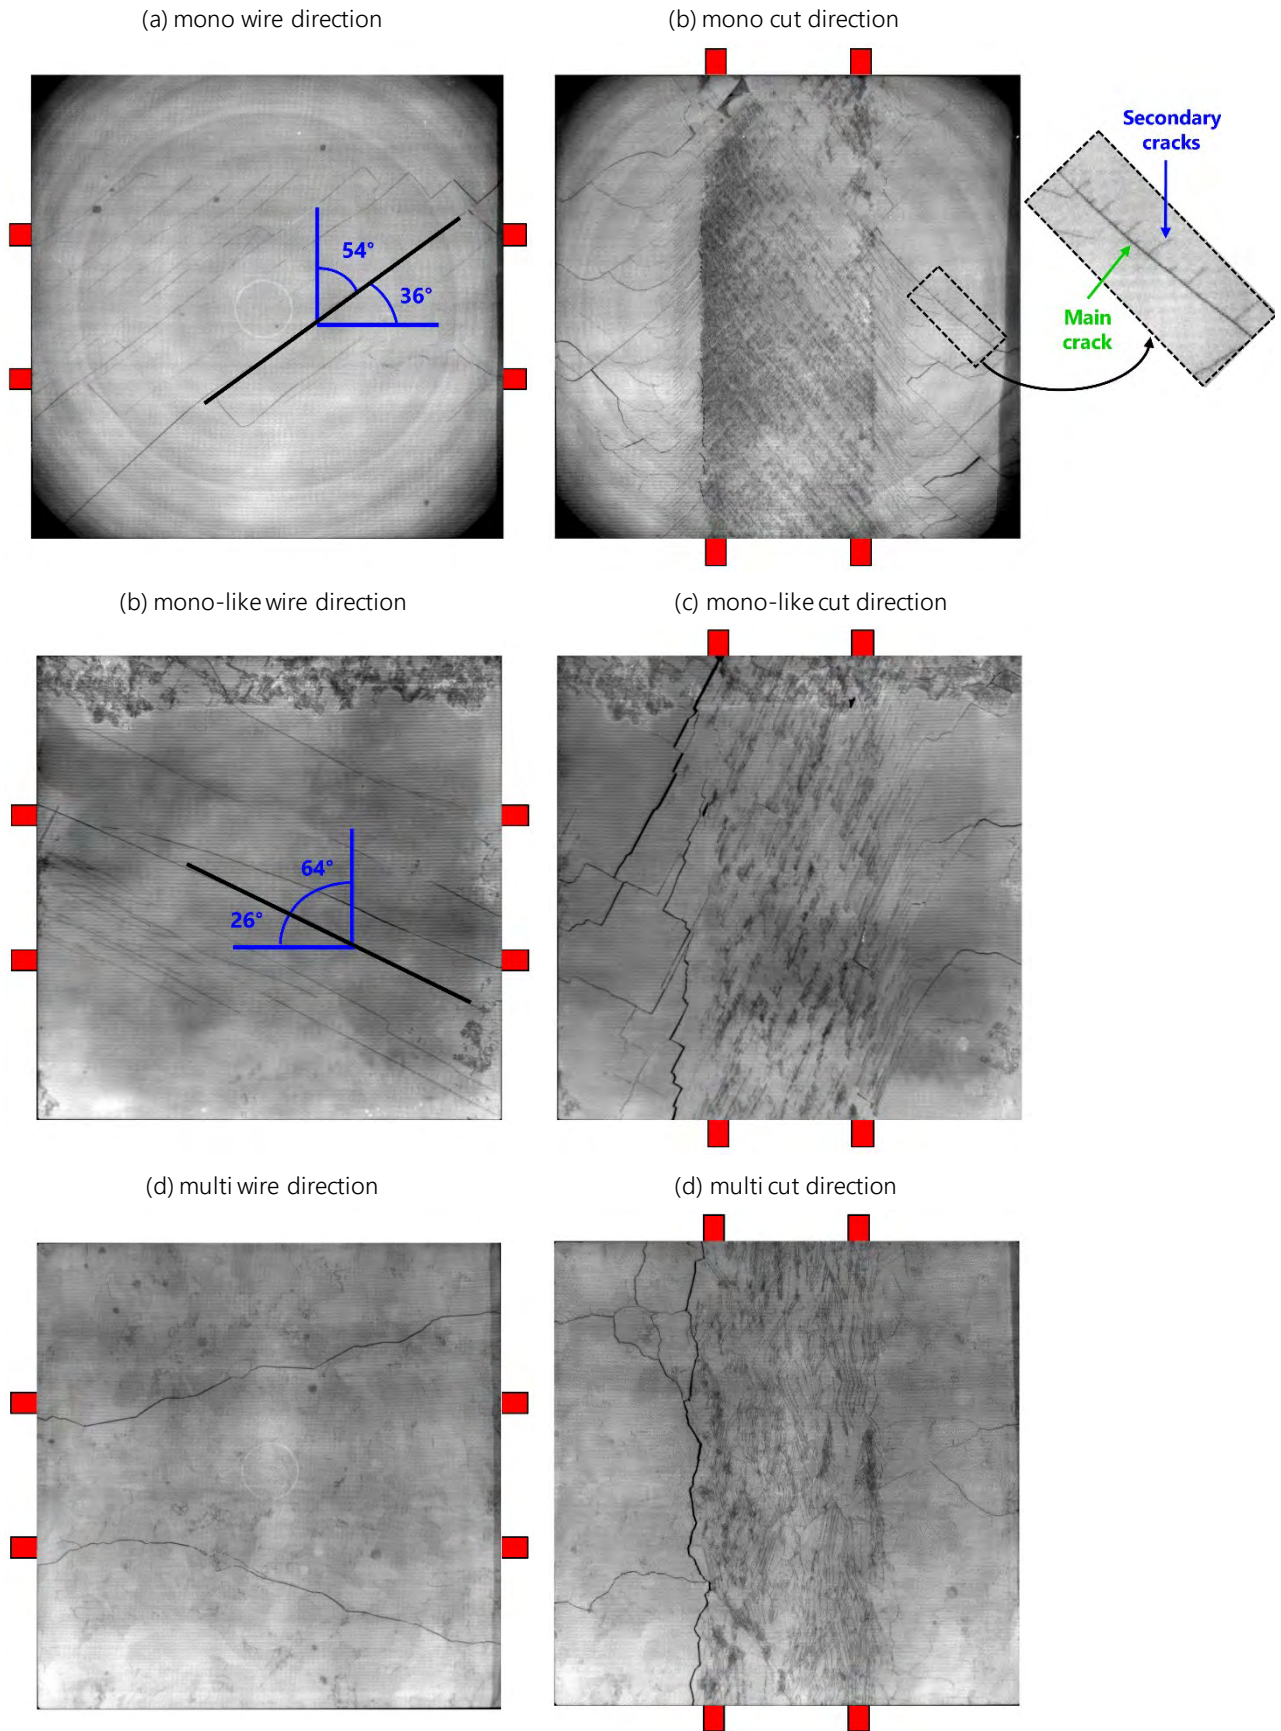 (a) mono wire direction
(b) mono cut direction
54°
36°
Secondary
cracks
Main
crack
(b) mono-like wire direction
(c) mono-like cut direction
64°
26°
(d) multi wire direction
(d) multi cut direction